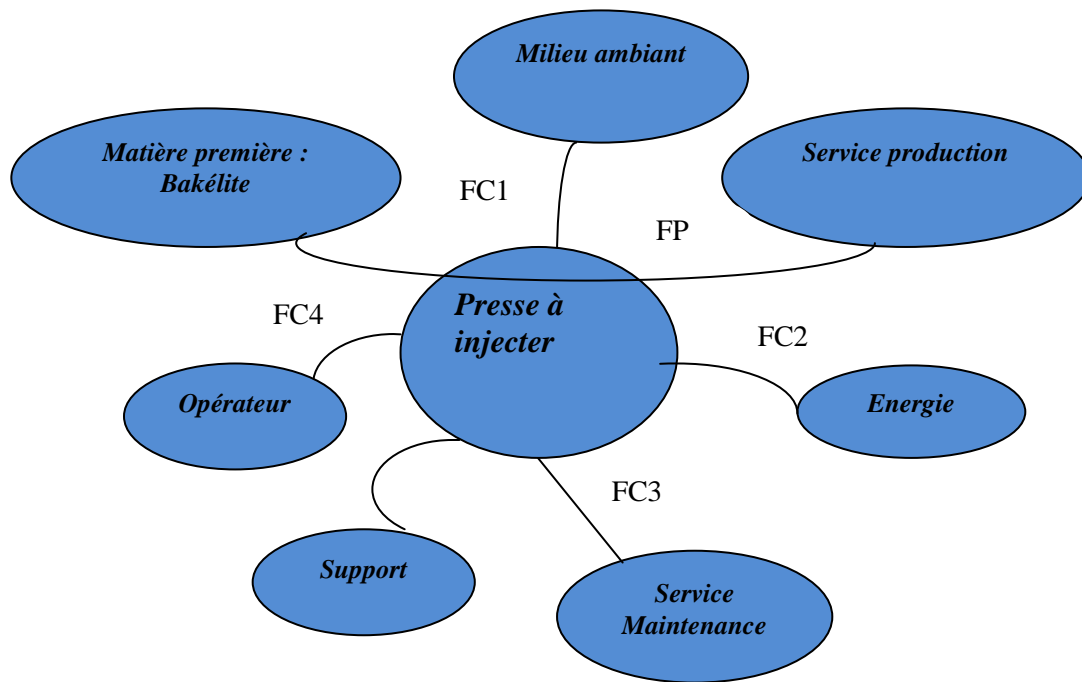 Milieu ambiant
Matière première :
Bakélite
Service production
FC1
FP
Presse à
injecter
FC4
FC2
Opérateur
Energie
FC3
Support
Service
Maintenance